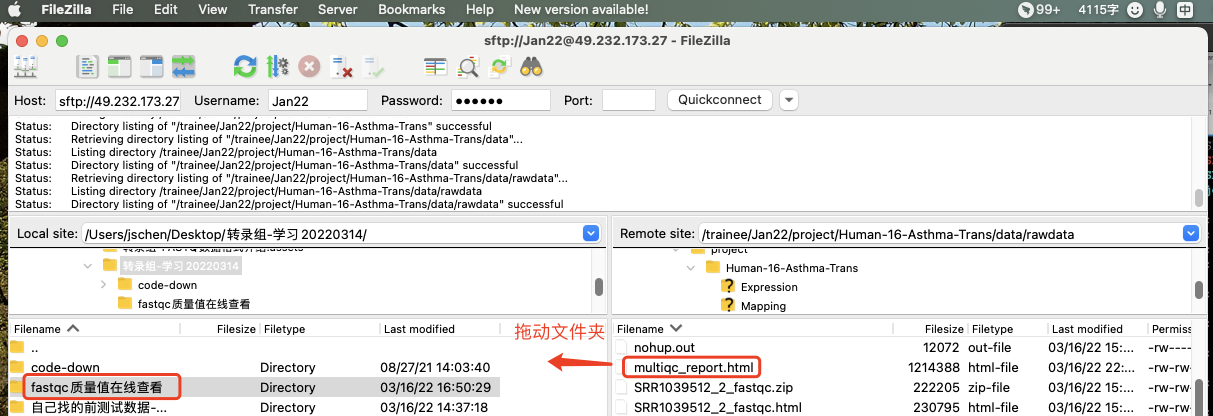 FileZilla File Edit View Transfer Server Bookmarks Help New version available! 99+ 4115字 中
sftp://Jan22@49.232.173.27 - FileZilla
Host: sftp://49.232.173.27 Username: Jan22 Password: ●●●●●● Port: Quickconnect
Status: Directory listing of "/trainee/Jan22/project/Human-16-Asthma-Trans" successful
Status: Retrieving directory listing of "/trainee/Jan22/project/Human-16-Asthma-Trans/data"...
Status: Listing directory /trainee/Jan22/project/Human-16-Asthma-Trans/data
Status: Directory listing of "/trainee/Jan22/project/Human-16-Asthma-Trans/data" successful
Status: Retrieving directory listing of "/trainee/Jan22/project/Human-16-Asthma-Trans/data/rawdata"...
Status: Listing directory /trainee/Jan22/project/Human-16-Asthma-Trans/data/rawdata
Status: Directory listing of "/trainee/Jan22/project/Human-16-Asthma-Trans/data/rawdata" successful
Local site: /Users/jschen/Desktop/转录组-学习 20220314/
转录组-学习 20220314
code-down
fastqc质量值在线查看
Filename Filesize Filetype Last modified
..
code-down Directory 08/27/21 14:03:40
fastqc质量值在线查看 Directory 03/16/22 16:50:29
自己找的前测试数据-... Directory 03/16/22 14:37:18
拖动文件夹
Remote site: /trainee/Jan22/project/Human-16-Asthma-Trans/data/rawdata
project
Human-16-Asthma-Trans
Expression
Mapping
Filename Filesize Filetype Last modified Permis
nohup.out 12072 out-file 03/16/22 15:... -rw----
multiqc_report.html 1214388 html-file 03/16/22 22:... -rw-r--
SRR1039512_2_fastqc.zip 222205 zip-file 03/16/22 15:... -rw-r--
SRR1039512_2_fastqc.html 230795 html-file 03/16/22 15:... -rw-r--